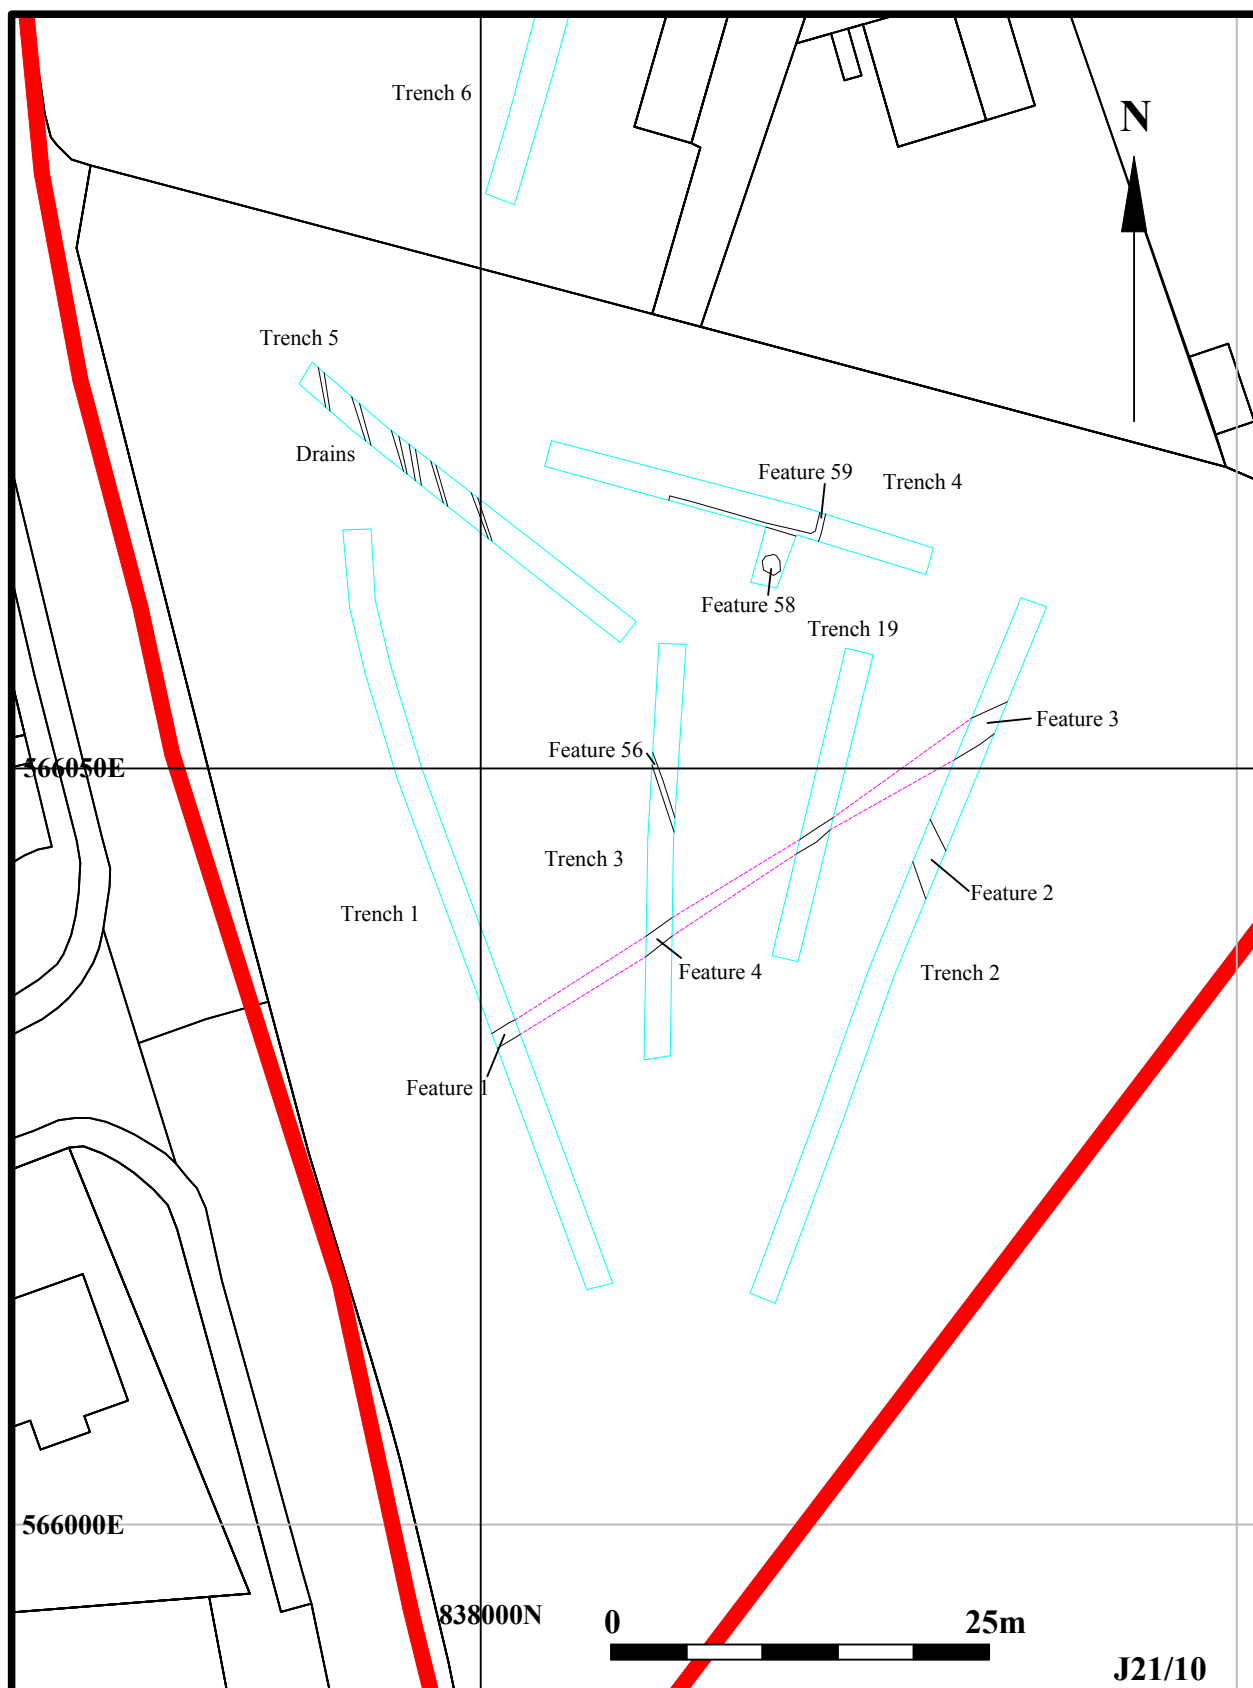 Trench 6
N
Trench 5
Drains
Feature 59
Trench 4
Feature 58
Trench 19
Feature 3
Feature 56
566050E
Trench 3
Feature 2
Trench 1
Feature 4
Trench 2
Feature 1
566000E
838000N
0
25m
J21/10